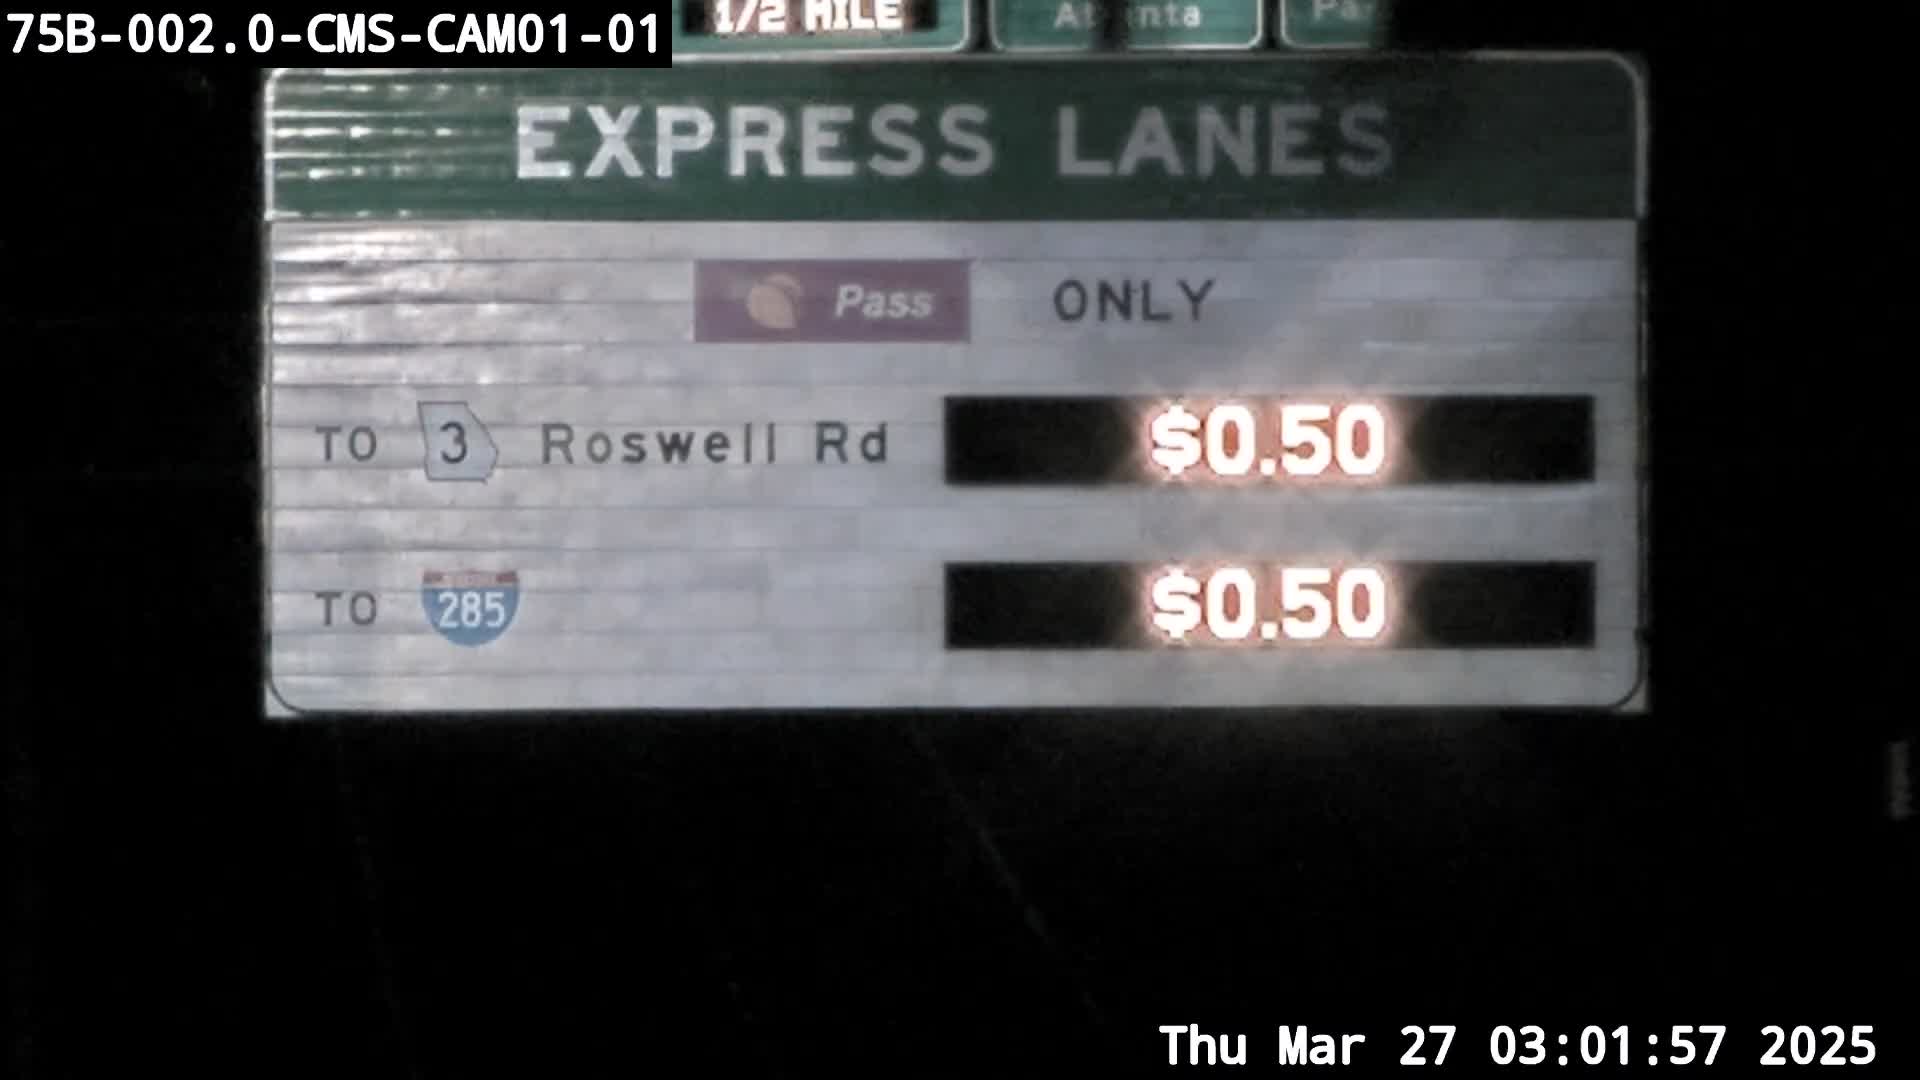 75B-002.0-CMS-CAM01-01
1/2 MILE
EXPRESS LANES
Pass ONLY
TO 3 Roswell Rd $0.50
TO 285 $0.50
Thu Mar 27 03:01:57 2025